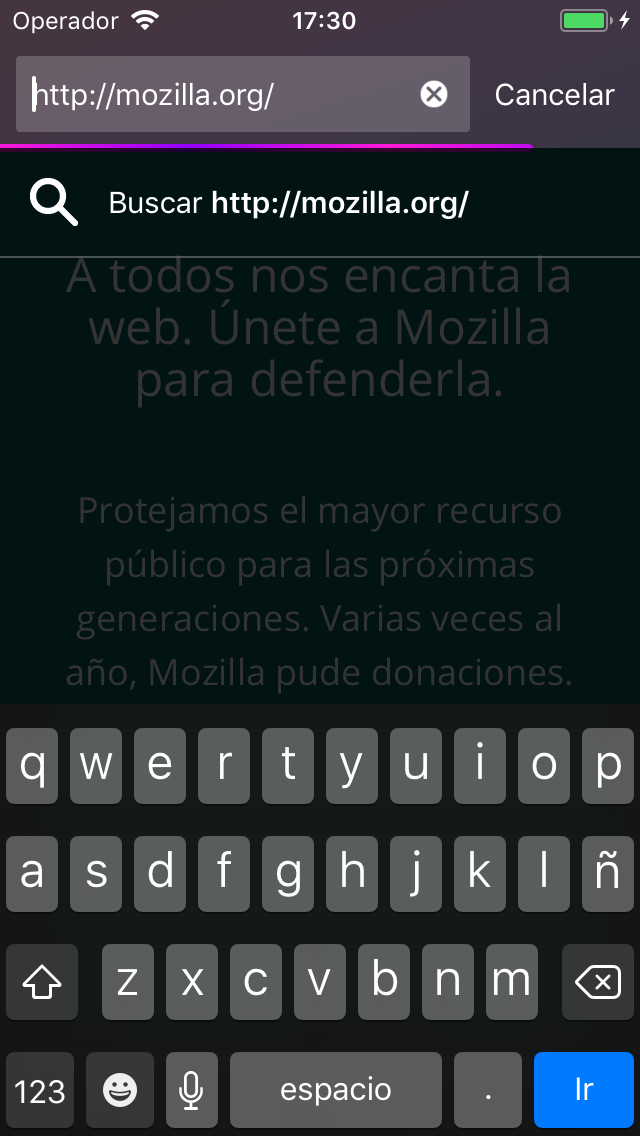 Operador 17:30
http://mozilla.org/ Cancelar
Buscar http://mozilla.org/
A todos nos encanta la
web. Únete a Mozilla
para defenderla.
Protejamos el mayor recurso
público para las próximas
generaciones. Varias veces al
año, Mozilla pude donaciones.
q w e r t y u i o p
a s d f g h j k l ñ
z x c v b n m
123 espacio . Ir